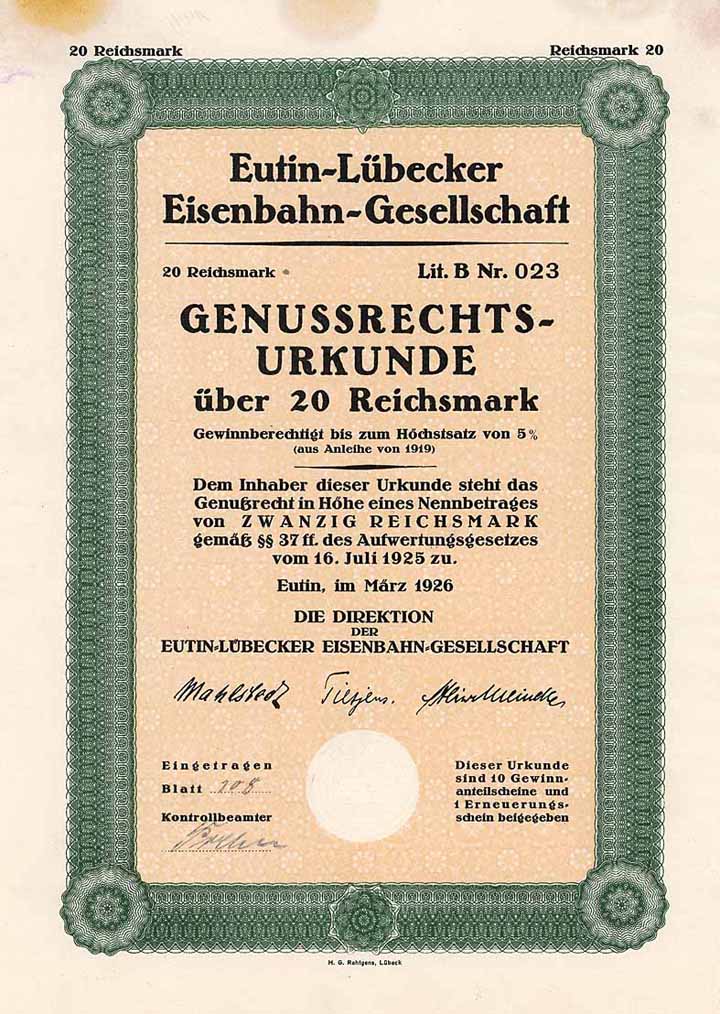 20 Reichsmark
Reichsmark 20
Eutin-Lübecker
Eisenbahn-Gesellschaft
20 Reichsmark
Lit. B Nr. 023
GENUSSRECHTS-
URKUNDE
über 20 Reichsmark
Gewinnberechtigt bis zum Höchstsatz von 5%
(aus Anleihe von 1919)
Dem Inhaber dieser Urkunde steht das
Genußrecht in Höhe eines Nennbetrages
von ZWANZIG REICHSMARK
gemäß §§ 37 ff. des Aufwertungsgesetzes
vom 16. Juli 1925 zu.
Eutin, im März 1926
DIE DIREKTION
DER
EUTIN-LÜBECKER EISENBAHN-GESELLSCHAFT
Mahlstedt Tietjens.
Eingetragen
Blatt 208
Kontrollbeamter
Dieser Urkunde
sind 10 Gewinn-
anteilscheine und
1 Erneuerungs-
schein beigegeben
H. G. Rahtgens, Lübeck